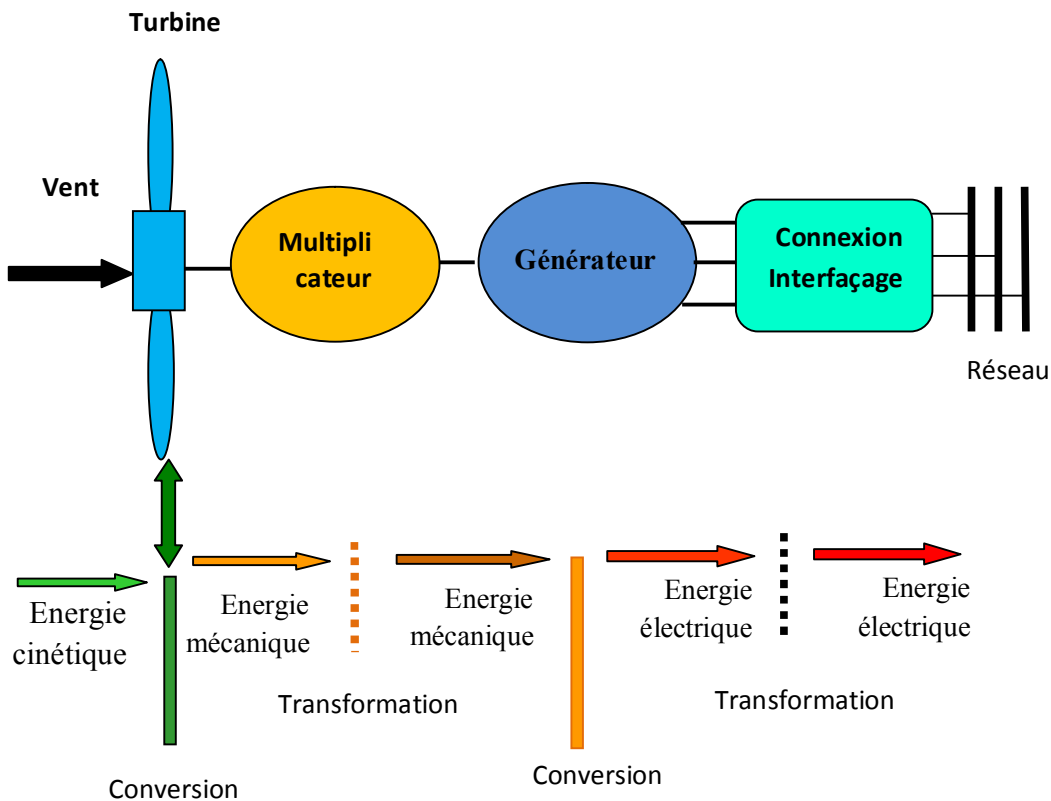 Turbine
Vent
Multipli
cateur
Générateur
Connexion
Interfaçage
Réseau
Energie
cinétique
Energie
mécanique
Energie
mécanique
Energie
électrique
Energie
électrique
Transformation
Transformation
Conversion
Conversion